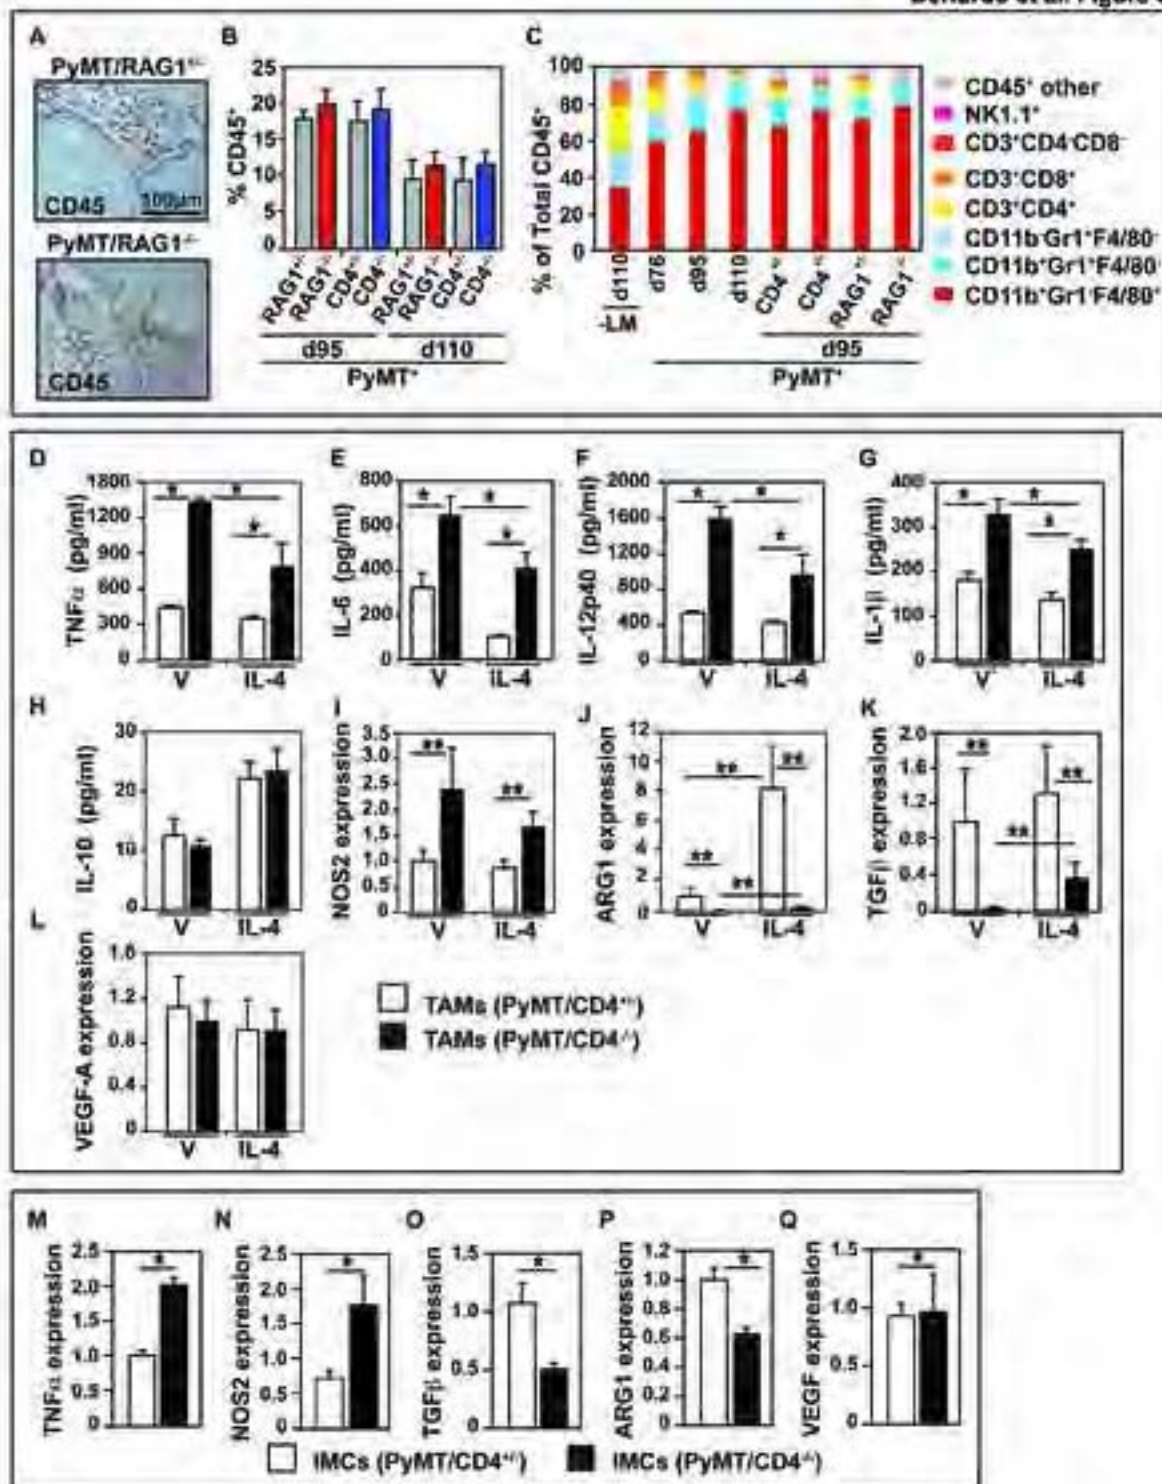 A
PyMT/RAG1⁺/⁻
CD45
100µm
PyMT/RAG1⁻/⁻
CD45
B
% CD45⁺
25
20
15
10
5
0
RAG1⁺/⁻ RAG1⁻/⁻ CD4⁺/⁻ CD4⁻/⁻ RAG1⁺/⁻ RAG1⁻/⁻ CD4⁺/⁻ CD4⁻/⁻
d95 d110
PyMT⁺
C
% of Total CD45⁺
100
80
60
40
20
0
d110 d76 d95 d110 CD4 CD4 RAG1 RAG1
-LM
d95
PyMT⁺
CD45⁺ other
NK1.1⁺
CD3⁺CD4⁻CD8⁻
CD3⁺CD8⁺
CD3⁺CD4⁺
CD11b⁻Gr1⁺F4/80⁻
CD11b⁺Gr1⁺F4/80⁻
CD11b⁺Gr1⁻F4/80⁺
D
TNFα (pg/ml)
1800
1200
900
600
300
0
* *
*
V IL-4
E
IL-6 (pg/ml)
800
600
400
200
0
* *
*
V IL-4
F
IL-12p40 (pg/ml)
2000
1600
1200
800
400
0
* *
*
V IL-4
G
IL-1β (pg/ml)
400
300
200
100
0
* *
*
V IL-4
H
IL-10 (pg/ml)
30
20
10
0
V IL-4
I
NOS2 expression
3.5
3.0
2.5
2.0
1.5
1.0
0.5
0
** **
V IL-4
J
ARG1 expression
12
10
8
6
4
2
0
** **
** **
V IL-4
K
TGFβ expression
2.0
1.6
1.2
0.8
0.4
0
** **
**
V IL-4
L
VEGF-A expression
1.6
1.2
0.8
0.4
0
V IL-4
TAMs (PyMT/CD4⁺/⁻)
TAMs (PyMT/CD4⁻/⁻)
M
TNFα expression
2.5
2.0
1.5
1.0
0.5
0
*
N
NOS2 expression
2.5
2.0
1.5
1.0
0.5
0
*
O
TGFβ expression
1.5
1.0
0.5
0
*
P
ARG1 expression
1.2
1.0
0.8
0.6
0.4
0.2
0
*
Q
VEGF expression
1.5
1.0
0.5
0
*
IMCs (PyMT/CD4⁺/⁻)
IMCs (PyMT/CD4⁻/⁻)